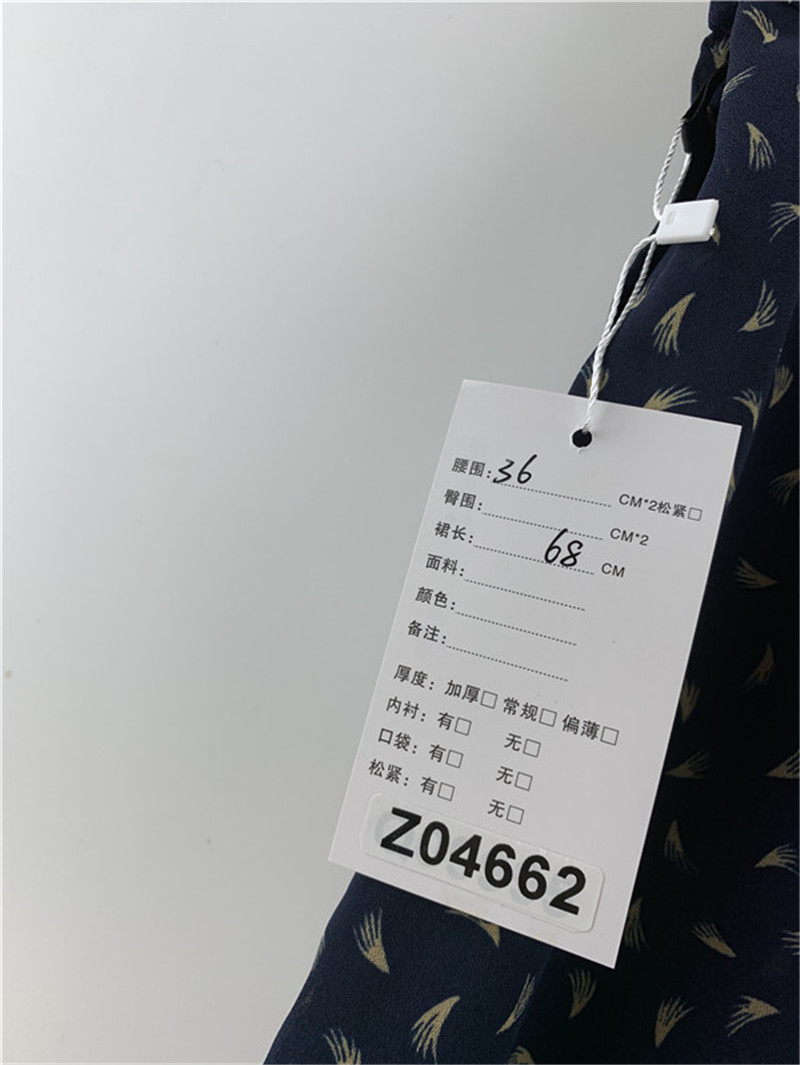 腰围:36 CM*2松紧□
臀围: CM*2
裙长: 68 CM
面料:
颜色:
备注:
厚度: 加厚□ 常规□ 偏薄□
内衬: 有□ 无□
口袋: 有□ 无□
松紧: 有□ 无□
Z04662